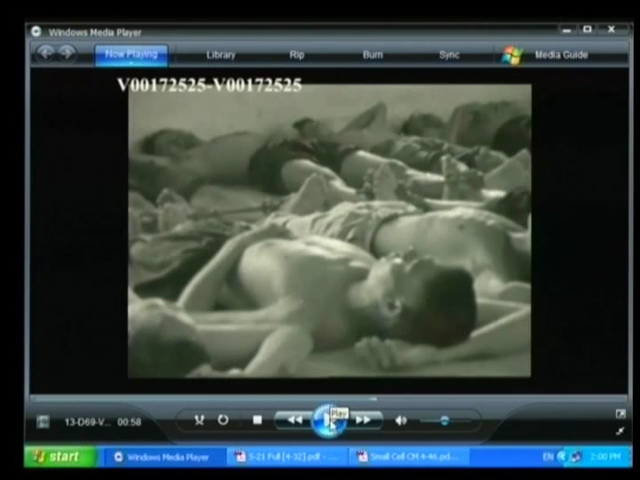 Windows Media Player
Now Playing
Library
Rip
Burn
Sync
Media Guide
V00172525-V00172525
13-D69-V... 00:58
Play
start
Windows Media Player
5-21 Full [4-32].pdf - ...
Small Cell CM 4-46.pd...
EN
2:00 PM